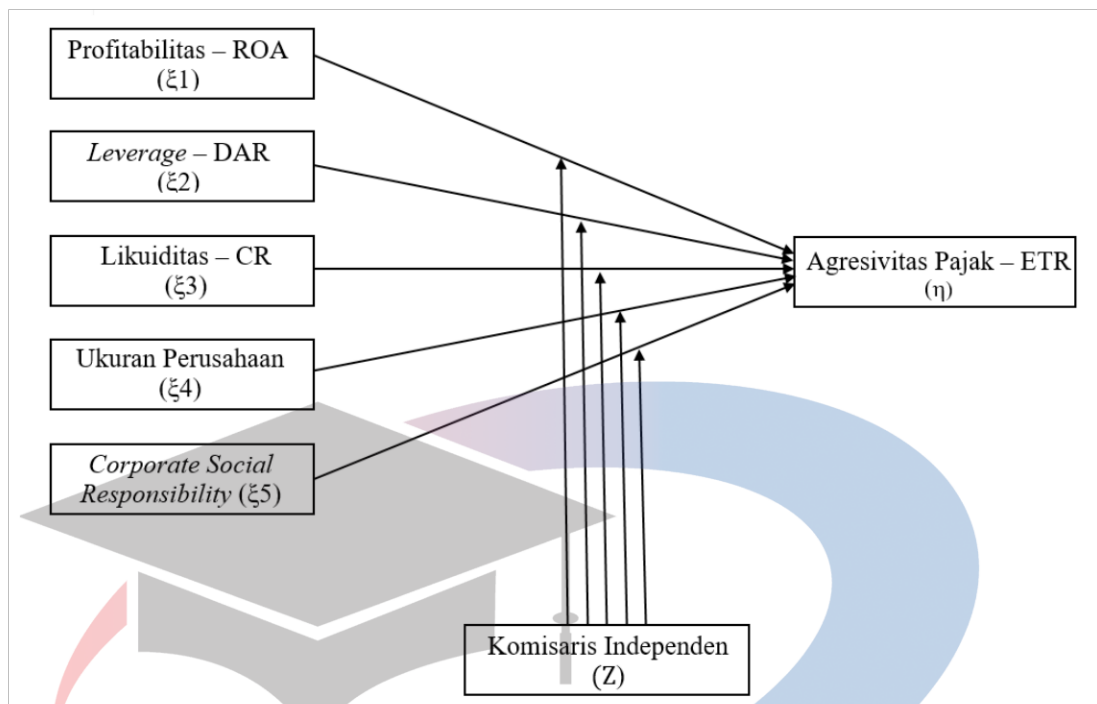 Profitabilitas – ROA
(ξ1)
Leverage – DAR
(ξ2)
Likuiditas – CR
(ξ3)
Ukuran Perusahaan
(ξ4)
Corporate Social
Responsibility (ξ5)
Agresivitas Pajak – ETR
(η)
Komisaris Independen
(Z)